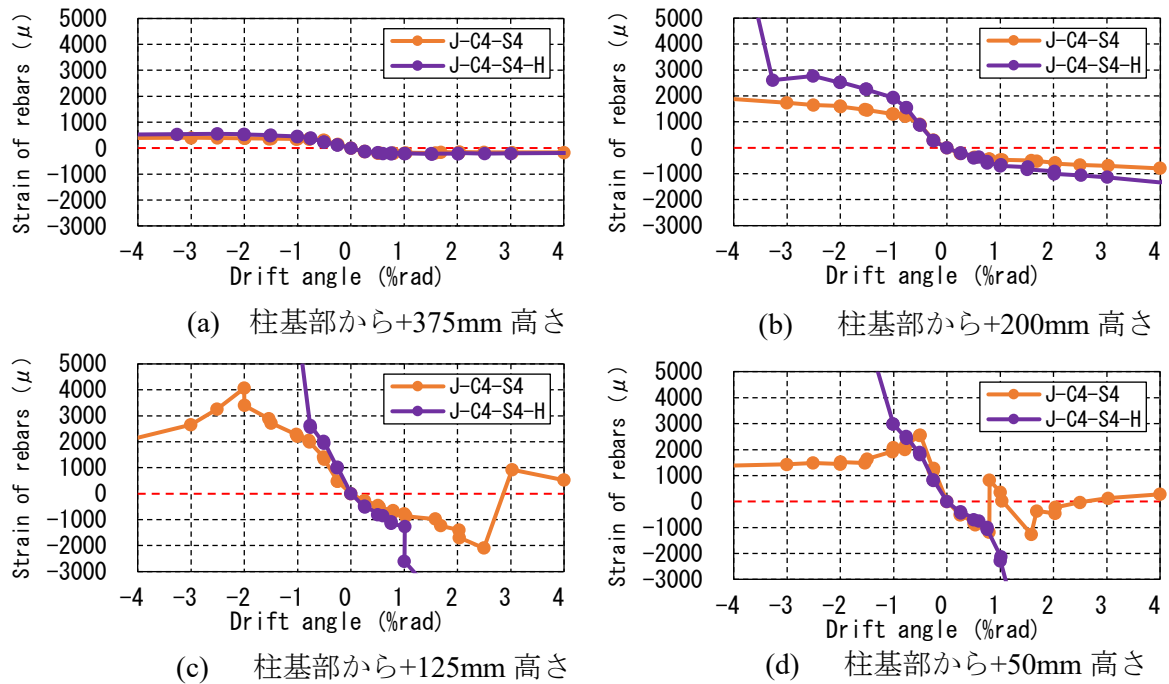 Strain of rebars (μ)
5000
4000
3000
2000
1000
0
-1000
-2000
-3000
J-C4-S4
J-C4-S4-H
-4 -3 -2 -1 0 1 2 3 4
Drift angle (%rad)
(a) 柱基部から+375mm 高さ
Strain of rebars (μ)
5000
4000
3000
2000
1000
0
-1000
-2000
-3000
J-C4-S4
J-C4-S4-H
-4 -3 -2 -1 0 1 2 3 4
Drift angle (%rad)
(b) 柱基部から+200mm 高さ
Strain of rebars (μ)
5000
4000
3000
2000
1000
0
-1000
-2000
-3000
J-C4-S4
J-C4-S4-H
-4 -3 -2 -1 0 1 2 3 4
Drift angle (%rad)
(c) 柱基部から+125mm 高さ
Strain of rebars (μ)
5000
4000
3000
2000
1000
0
-1000
-2000
-3000
J-C4-S4
J-C4-S4-H
-4 -3 -2 -1 0 1 2 3 4
Drift angle (%rad)
(d) 柱基部から+50mm 高さ